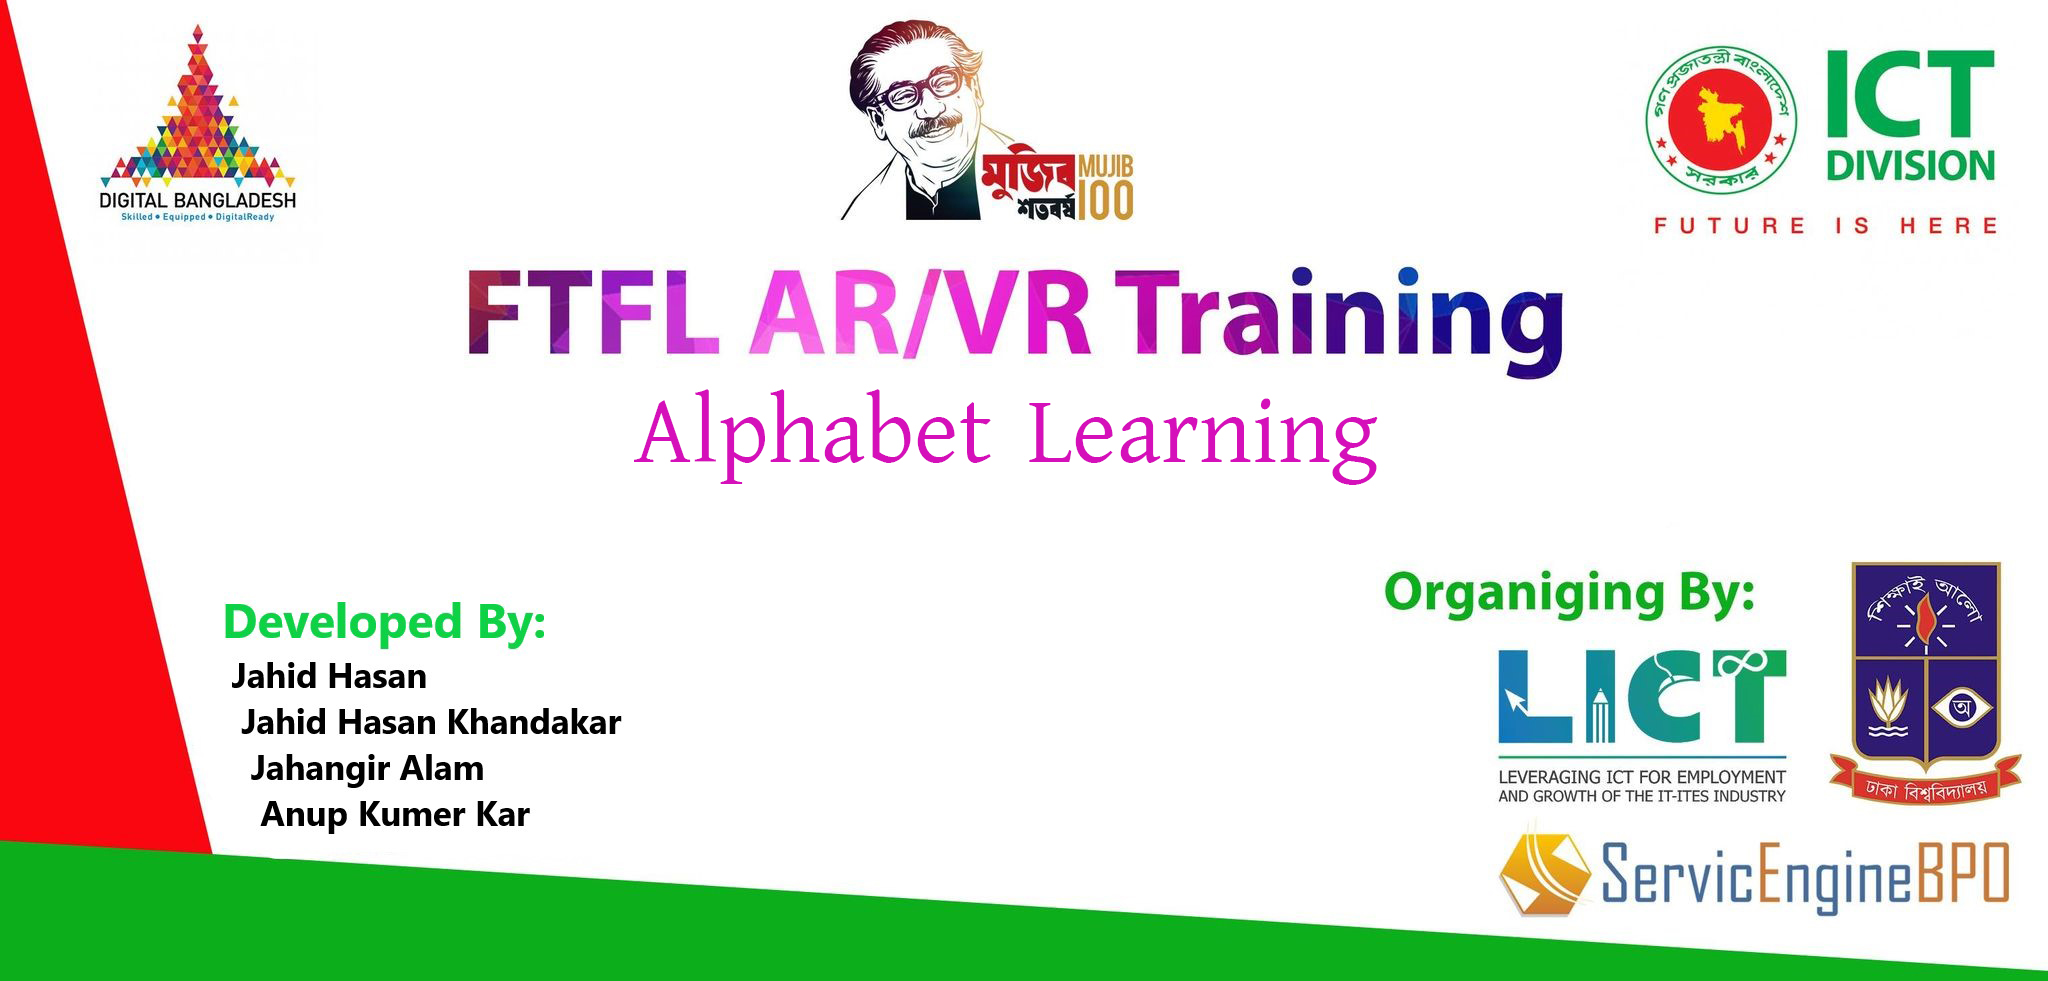 DIGITAL BANGLADESH
Skilled • Equipped • DigitalReady
মুজিব
শতবর্ষ
MUJIB
100
গণপ্রজাতন্ত্রী বাংলাদেশ
সরকার
ICT
DIVISION
FUTURE IS HERE
FTFL AR/VR Training
Alphabet Learning
Developed By:
Jahid Hasan
Jahid Hasan Khandakar
Jahangir Alam
Anup Kumer Kar
Organiging By:
LICT
LEVERAGING ICT FOR EMPLOYMENT
AND GROWTH OF THE IT-ITES INDUSTRY
শিক্ষাই আলো
অ
ঢাকা বিশ্ববিদ্যালয়
ServicEngineBPO